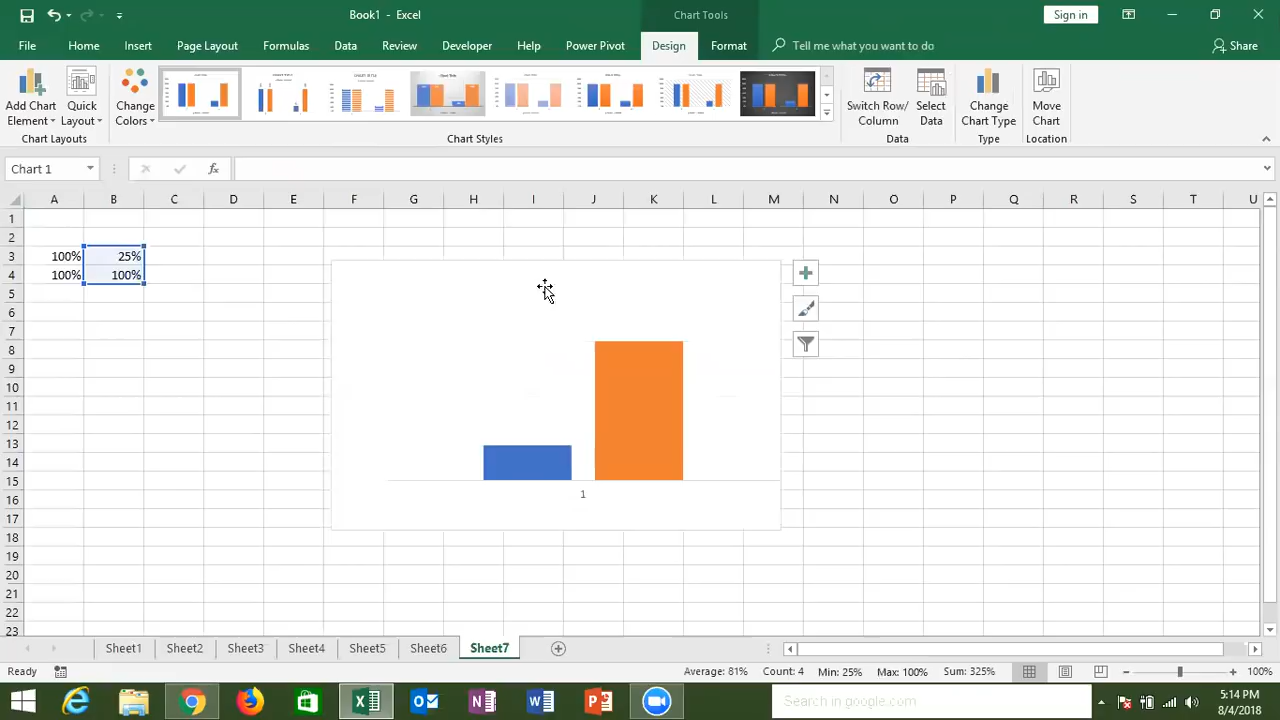 Book1 - Excel
Chart Tools
Sign in
File Home Insert Page Layout Formulas Data Review Developer Help Power Pivot Design Format Tell me what you want to do Share
Add Chart Element
Quick Layout
Change Colors
Switch Row/Column
Select Data
Change Chart Type
Move Chart
Chart Layouts Chart Styles Data Type Location
Chart 1 fx
A B C D E F G H I J K L M N O P Q R S T U
1
2
3 100% 25%
4 100% 100%
5
6
7
8
9
10
11
12
13
14
15
1
16
17
18
19
20
21
22
23
Sheet1 Sheet2 Sheet3 Sheet4 Sheet5 Sheet6 Sheet7
Ready Average: 81% Count: 4 Min: 25% Max: 100% Sum: 325% 100%
Search in google.com
5:14 PM
8/4/2018